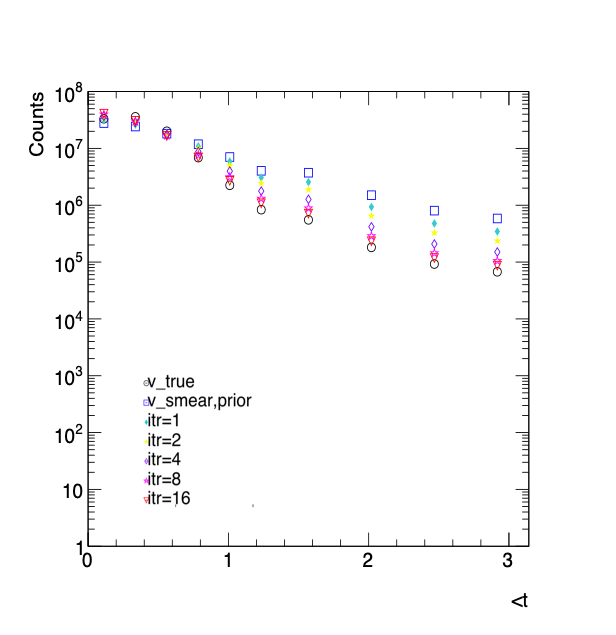 Counts
10^8
10^7
10^6
10^5
10^4
10^3
10^2
10
1
v_true
v_smear,prior
itr=1
itr=2
itr=4
itr=8
itr=16
0 1 2 3
<t